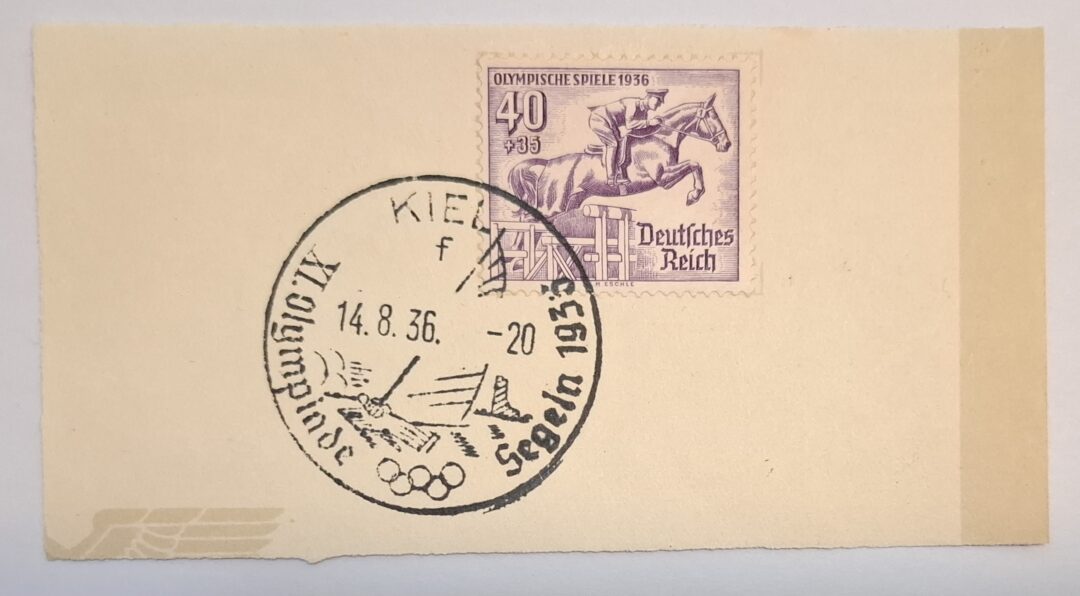 OLYMPISCHE SPIELE 1936
40
+35
Deutsches
Reich
H. ESCHLE
KIEL
f
14.8.36. -20
XI. Olympiade
Segeln 1936